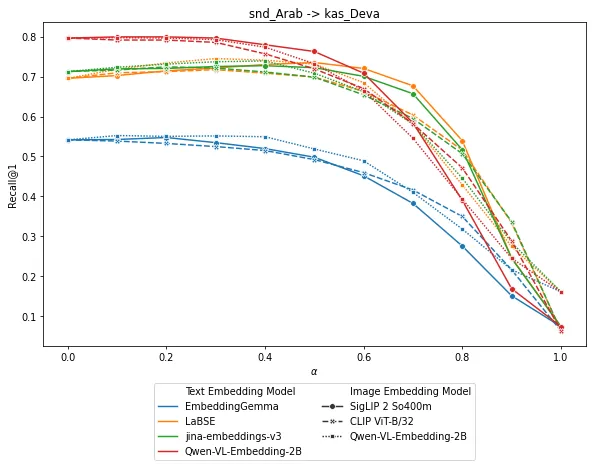 snd_Arab -> kas_Deva
Recall@1
0.8
0.7
0.6
0.5
0.4
0.3
0.2
0.1
0.0 0.2 0.4 0.6 0.8 1.0
α
Text Embedding Model Image Embedding Model
EmbeddingGemma SigLIP 2 So400m
LaBSE CLIP ViT-B/32
jina-embeddings-v3 Qwen-VL-Embedding-2B
Qwen-VL-Embedding-2B